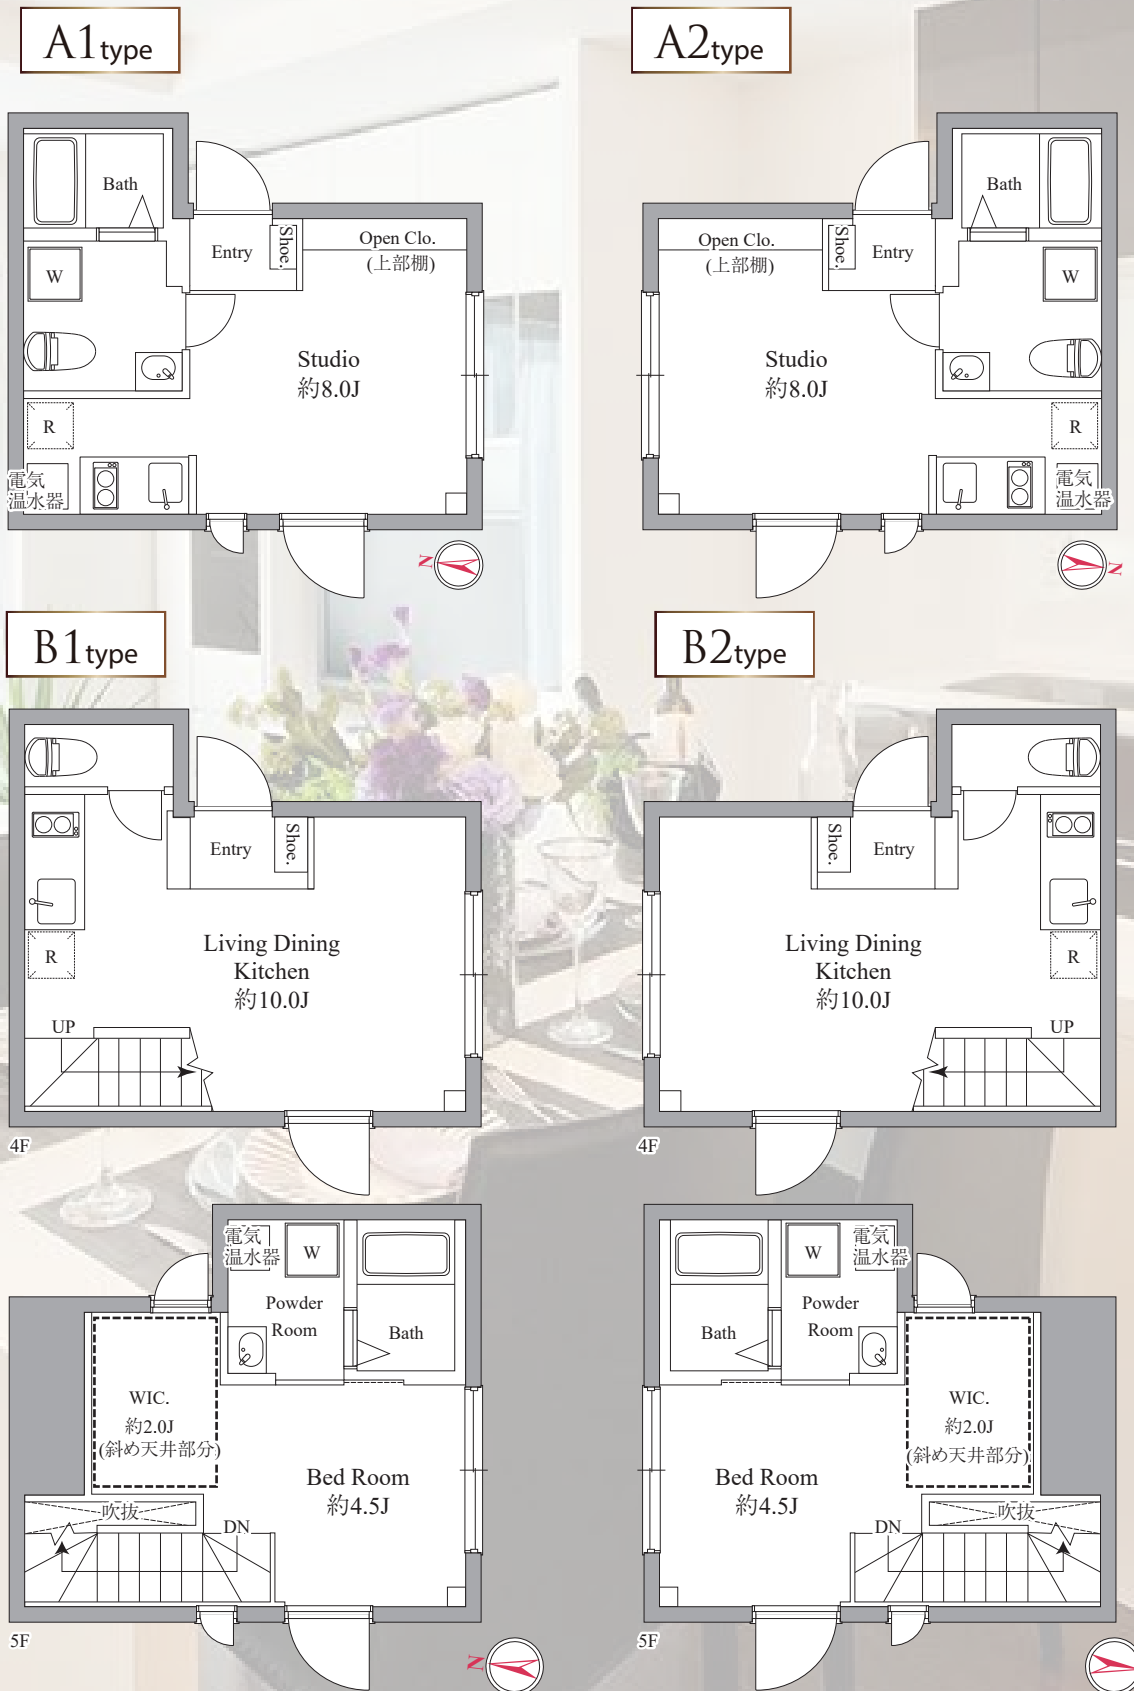 A1type
A2type
Bath
W
Entry
Shoe.
Open Clo.
(上部棚)
Studio
約8.0J
R
電気
温水器
N
Open Clo.
(上部棚)
Shoe.
Entry
Bath
W
Studio
約8.0J
R
電気
温水器
N
B1type
B2type
Entry
Shoe.
Living Dining
Kitchen
約10.0J
R
UP
4F
Shoe.
Entry
Living Dining
Kitchen
約10.0J
R
UP
4F
電気
温水器
W
Powder
Room
Bath
WIC.
約2.0J
(斜め天井部分)
Bed Room
約4.5J
吹抜
DN
5F
N
W
電気
温水器
Powder
Room
Bath
WIC.
約2.0J
(斜め天井部分)
Bed Room
約4.5J
吹抜
DN
5F